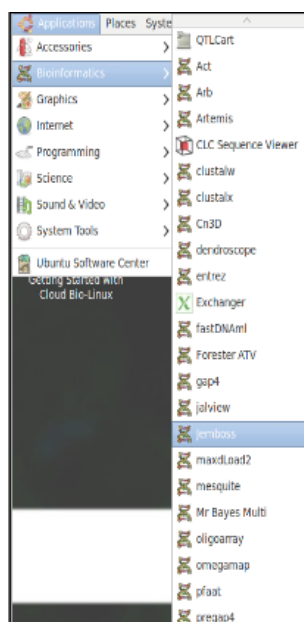 Applications Places Syste
Accessories
Bioinformatics
Graphics
Internet
Programming
Science
Sound & Video
System Tools
Ubuntu Software Center
Getting Started with
Cloud Bio-Linux
QTLCart
Act
Arb
Artemis
CLC Sequence Viewer
clustalw
clustalx
Cn3D
dendroscope
entrez
Exchanger
fastDNAml
Forester ATV
gap4
jalview
jemboss
maxdLoad2
mesquite
Mr Bayes Multi
oligoarray
omegamap
pfaat
pregap4